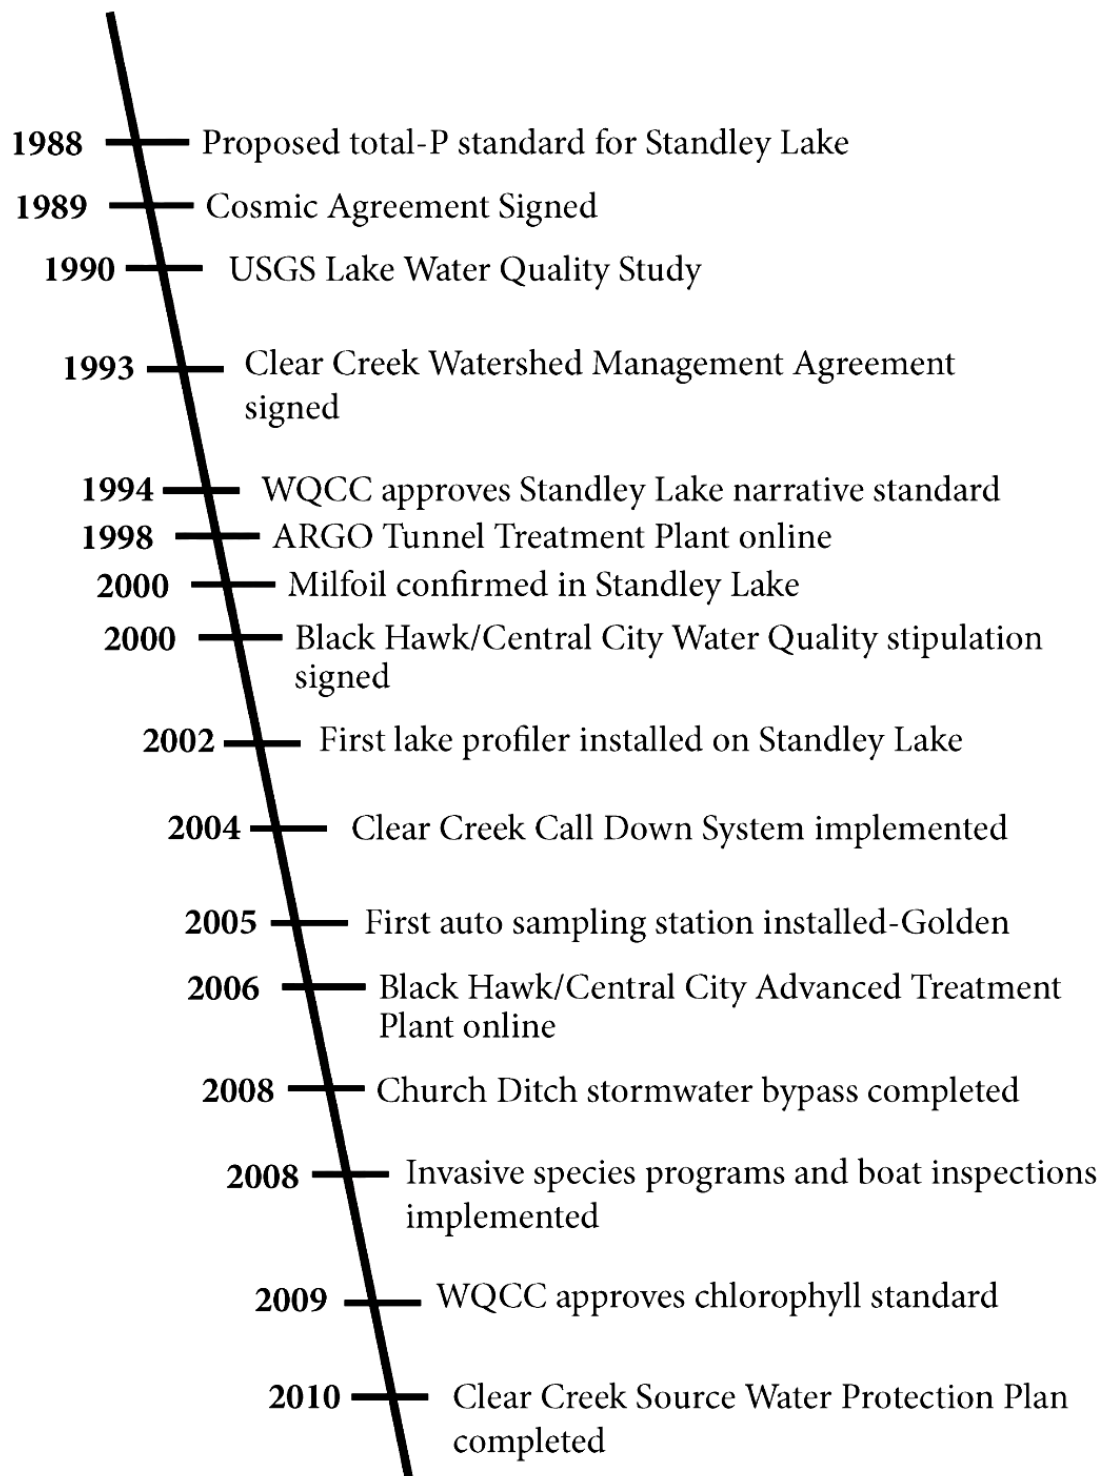 1988 Proposed total-P standard for Standley Lake
1989 Cosmic Agreement Signed
1990 USGS Lake Water Quality Study
1993 Clear Creek Watershed Management Agreement
signed
1994 WQCC approves Standley Lake narrative standard
1998 ARGO Tunnel Treatment Plant online
2000 Milfoil confirmed in Standley Lake
2000 Black Hawk/Central City Water Quality stipulation
signed
2002 First lake profiler installed on Standley Lake
2004 Clear Creek Call Down System implemented
2005 First auto sampling station installed-Golden
2006 Black Hawk/Central City Advanced Treatment
Plant online
2008 Church Ditch stormwater bypass completed
2008 Invasive species programs and boat inspections
implemented
2009 WQCC approves chlorophyll standard
2010 Clear Creek Source Water Protection Plan
completed